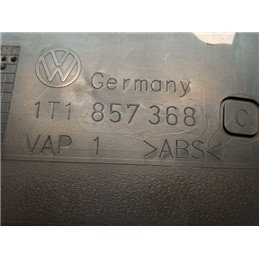 Germany
1T1 857 368 C
VAP 1 >ABS<